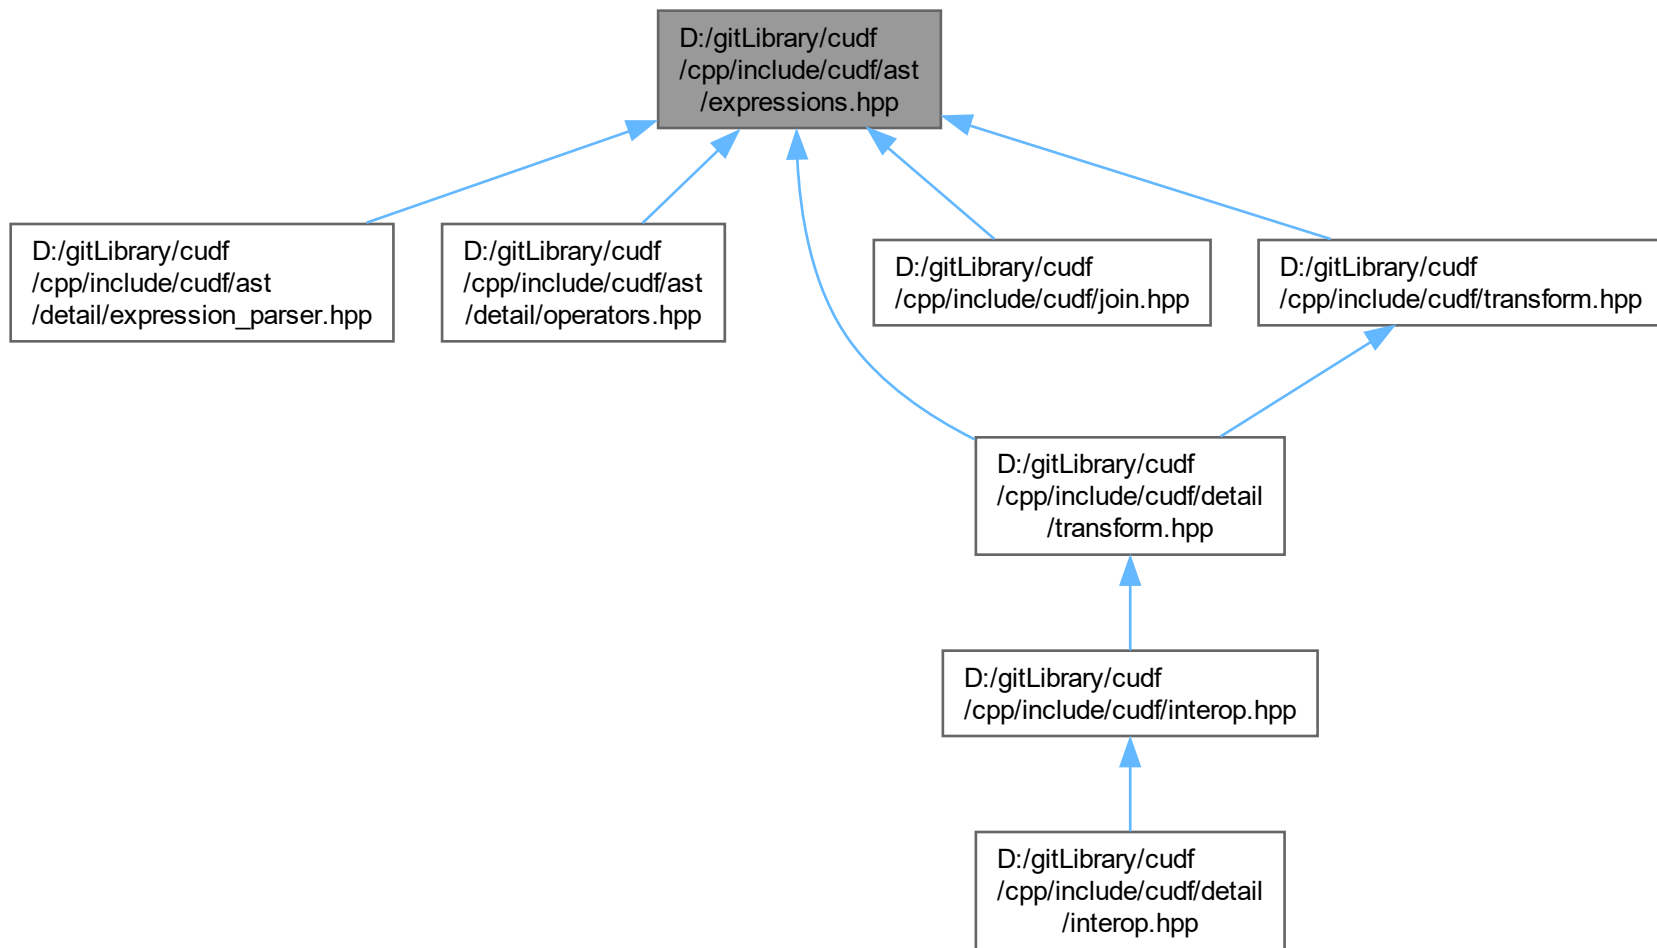 D:/gitLibrary/cudf
/cpp/include/cudf/ast
/expressions.hpp
D:/gitLibrary/cudf
/cpp/include/cudf/ast
/detail/expression_parser.hpp
D:/gitLibrary/cudf
/cpp/include/cudf/ast
/detail/operators.hpp
D:/gitLibrary/cudf
/cpp/include/cudf/join.hpp
D:/gitLibrary/cudf
/cpp/include/cudf/transform.hpp
D:/gitLibrary/cudf
/cpp/include/cudf/detail
/transform.hpp
D:/gitLibrary/cudf
/cpp/include/cudf/interop.hpp
D:/gitLibrary/cudf
/cpp/include/cudf/detail
/interop.hpp